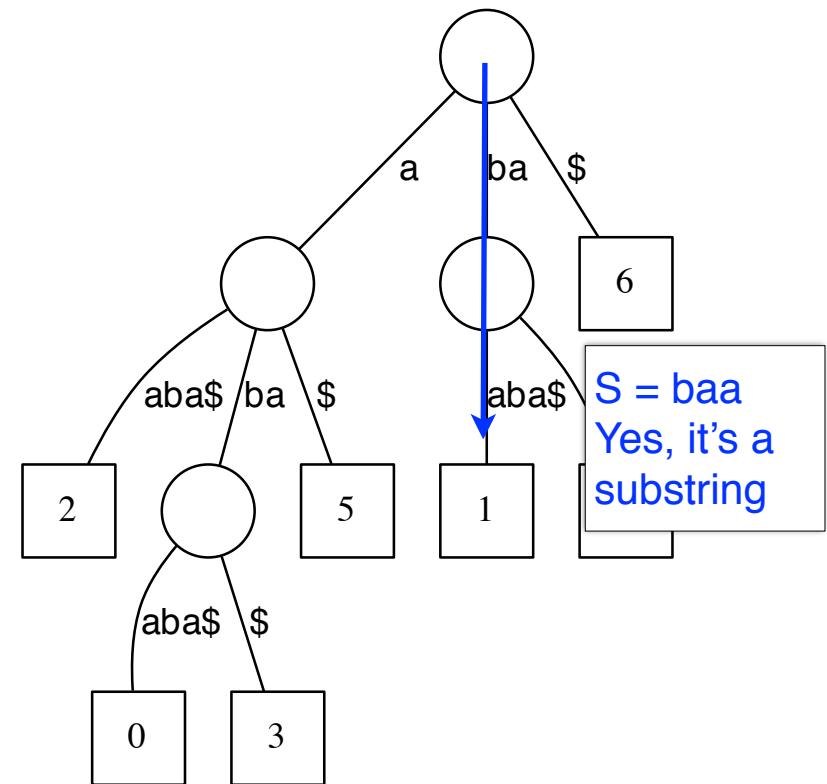 a
ba
$
6
aba$
ba
$
aba$
S = baa
Yes, it's a
substring
2
5
1
aba$
$
0
3